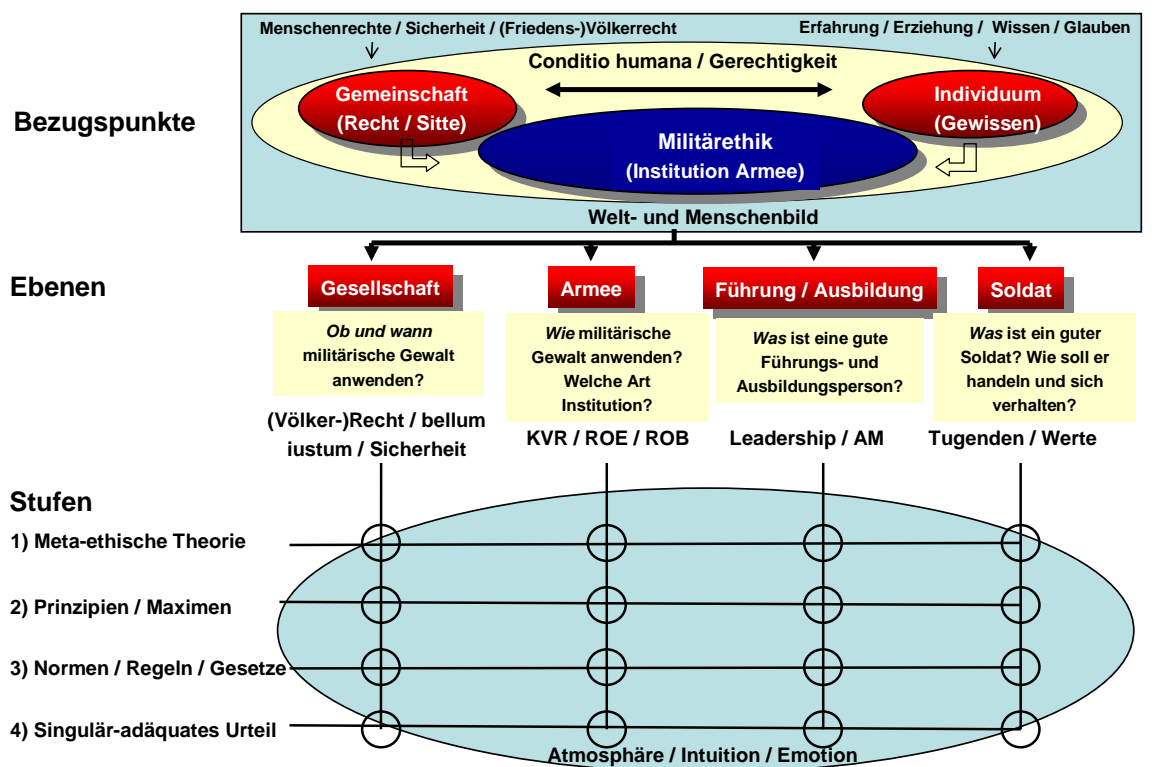 Menschenrechte / Sicherheit / (Friedens-)Völkerrecht
Erfahrung / Erziehung / Wissen / Glauben
Conditio humana / Gerechtigkeit
Gemeinschaft
(Recht / Sitte)
Individuum
(Gewissen)
Bezugspunkte
Militärethik
(Institution Armee)
Welt- und Menschenbild
Ebenen
Gesellschaft
Armee
Führung / Ausbildung
Soldat
Ob und wann
militärische Gewalt
anwenden?
Wie militärische
Gewalt anwenden?
Welche Art
Institution?
Was ist eine gute
Führungs- und
Ausbildungsperson?
Was ist ein guter
Soldat? Wie soll er
handeln und sich
verhalten?
(Völker-)Recht / bellum
iustum / Sicherheit
KVR / ROE / ROB
Leadership / AM
Tugenden / Werte
Stufen
1) Meta-ethische Theorie
2) Prinzipien / Maximen
3) Normen / Regeln / Gesetze
4) Singulär-adäquates Urteil
Atmosphäre / Intuition / Emotion